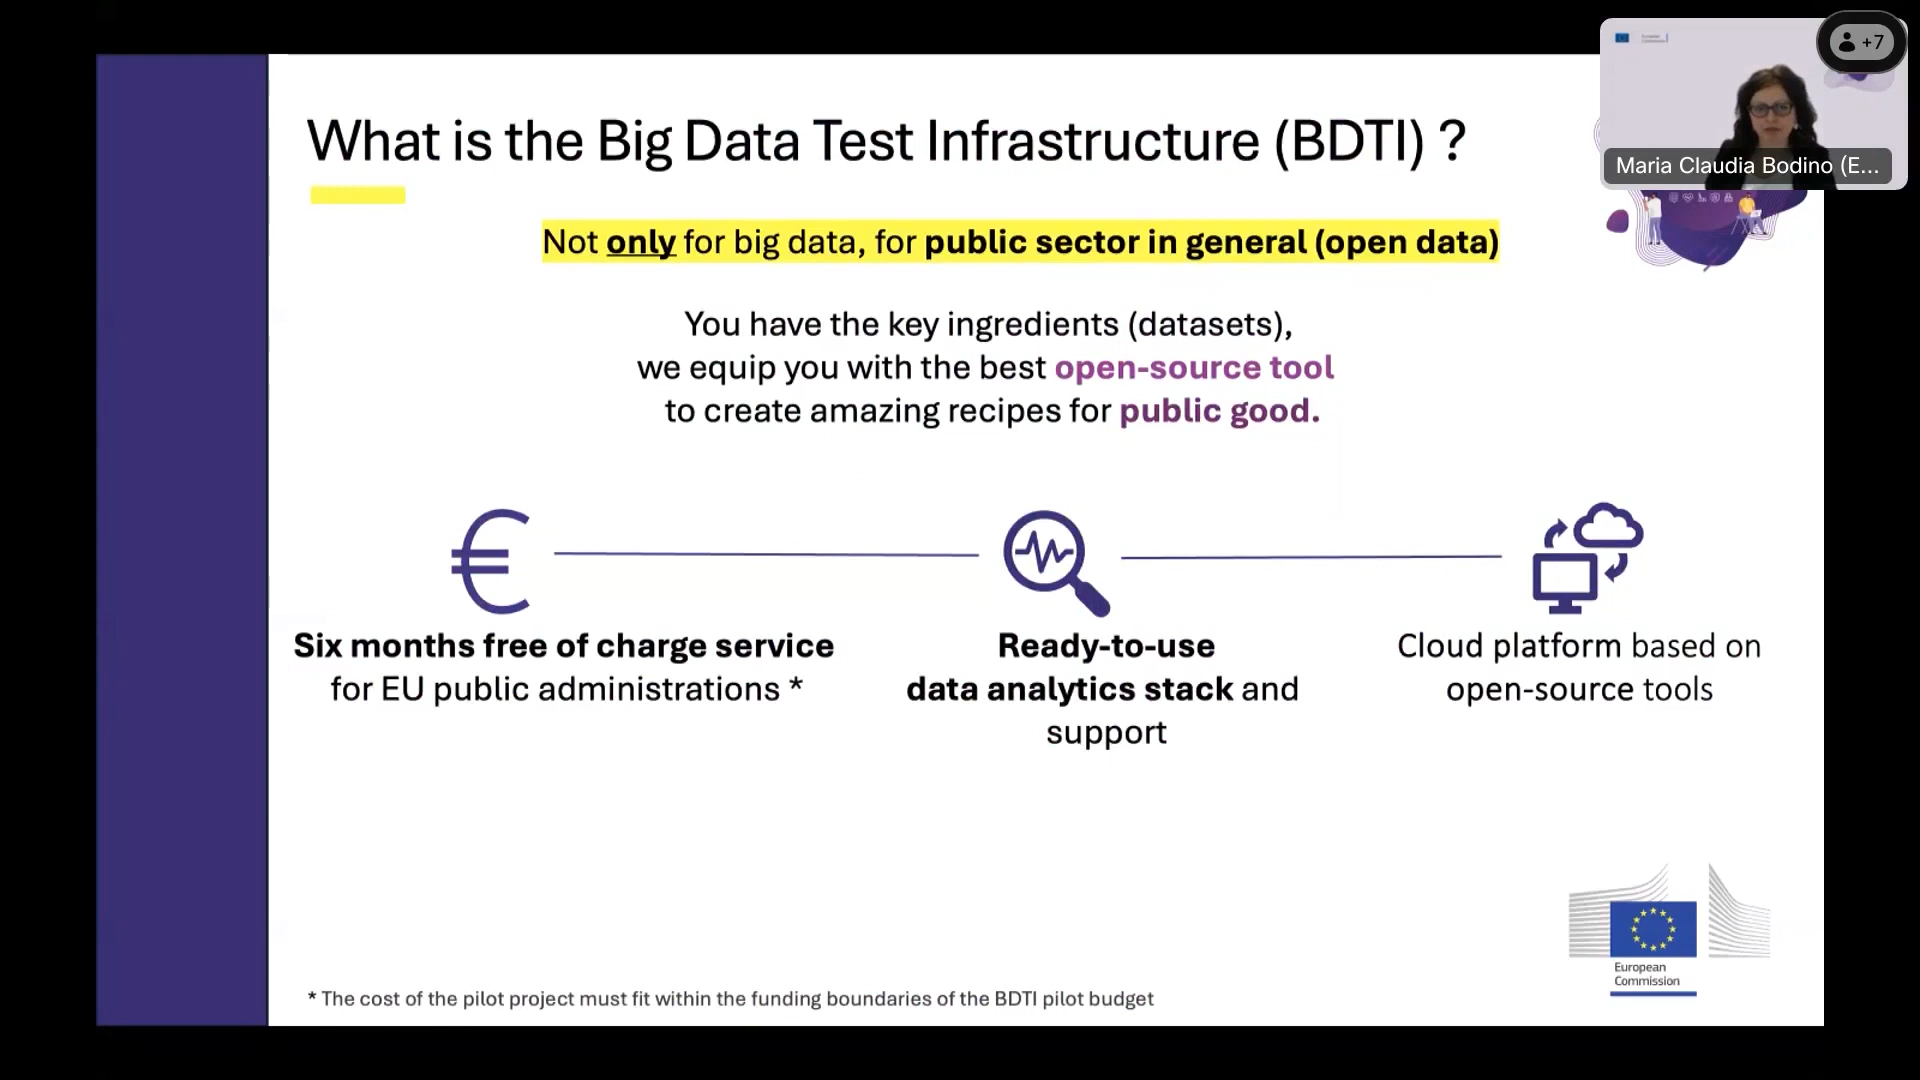 What is the Big Data Test Infrastructure (BDTI) ?
+7
Maria Claudia Bodino (E...
Not only for big data, for public sector in general (open data)
You have the key ingredients (datasets),
we equip you with the best open-source tool
to create amazing recipes for public good.
€
Six months free of charge service
for EU public administrations *
Ready-to-use
data analytics stack and
support
Cloud platform based on
open-source tools
European
Commission
* The cost of the pilot project must fit within the funding boundaries of the BDTI pilot budget